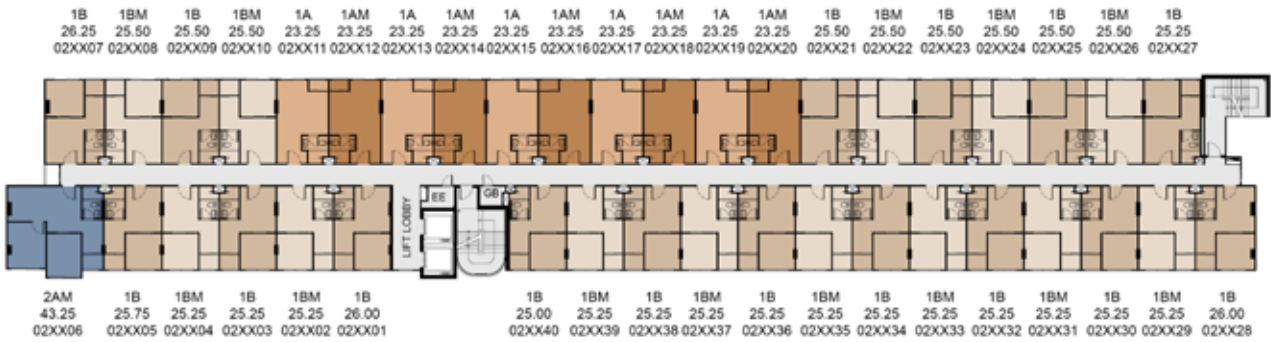 1B 1BM 1B 1BM 1A 1AM 1A 1AM 1A 1AM 1A 1AM 1A 1AM 1B 1BM 1B 1BM 1B 1BM 1B
26.25 25.50 25.50 25.50 23.25 23.25 23.25 23.25 23.25 23.25 23.25 23.25 23.25 23.25 25.50 25.50 25.50 25.50 25.50 25.50 25.25
02XX07 02XX08 02XX09 02XX10 02XX11 02XX12 02XX13 02XX14 02XX15 02XX16 02XX17 02XX18 02XX19 02XX20 02XX21 02XX22 02XX23 02XX24 02XX25 02XX26 02XX27
LIFT LOBBY
EE
GB
2AM 1B 1BM 1B 1BM 1B 1B 1BM 1B 1BM 1B 1BM 1B 1BM 1B 1BM 1B 1BM 1B
43.25 25.75 25.25 25.25 25.25 26.00 25.00 25.25 25.25 25.25 25.25 25.25 25.25 25.25 25.25 25.25 25.25 25.25 26.00
02XX06 02XX05 02XX04 02XX03 02XX02 02XX01 02XX40 02XX39 02XX38 02XX37 02XX36 02XX35 02XX34 02XX33 02XX32 02XX31 02XX30 02XX29 02XX28